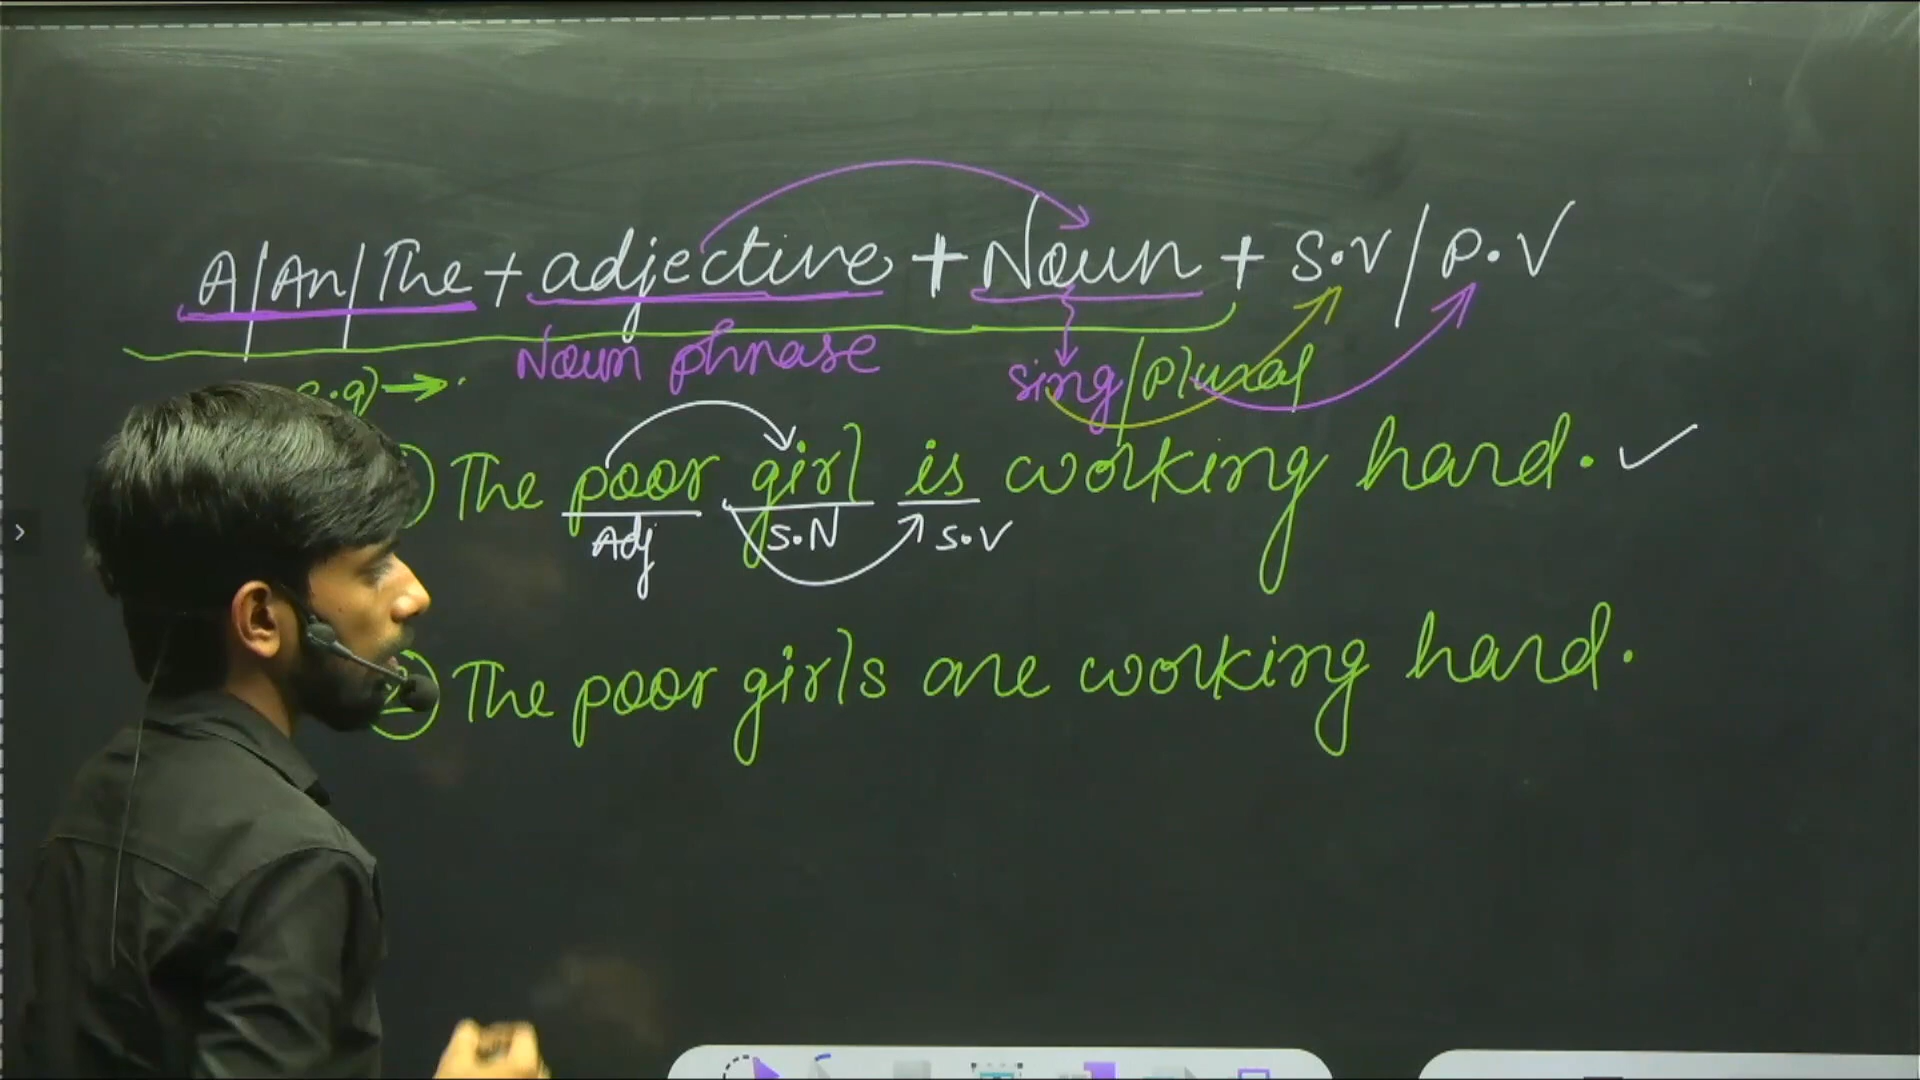 A/An/The + adjective + Noun + S.V/P.V
Noun phrase sing/Plural
e.g) →
The poor girl is working hard. ✓
Adj S.N S.V
2) The poor girls are working hard.